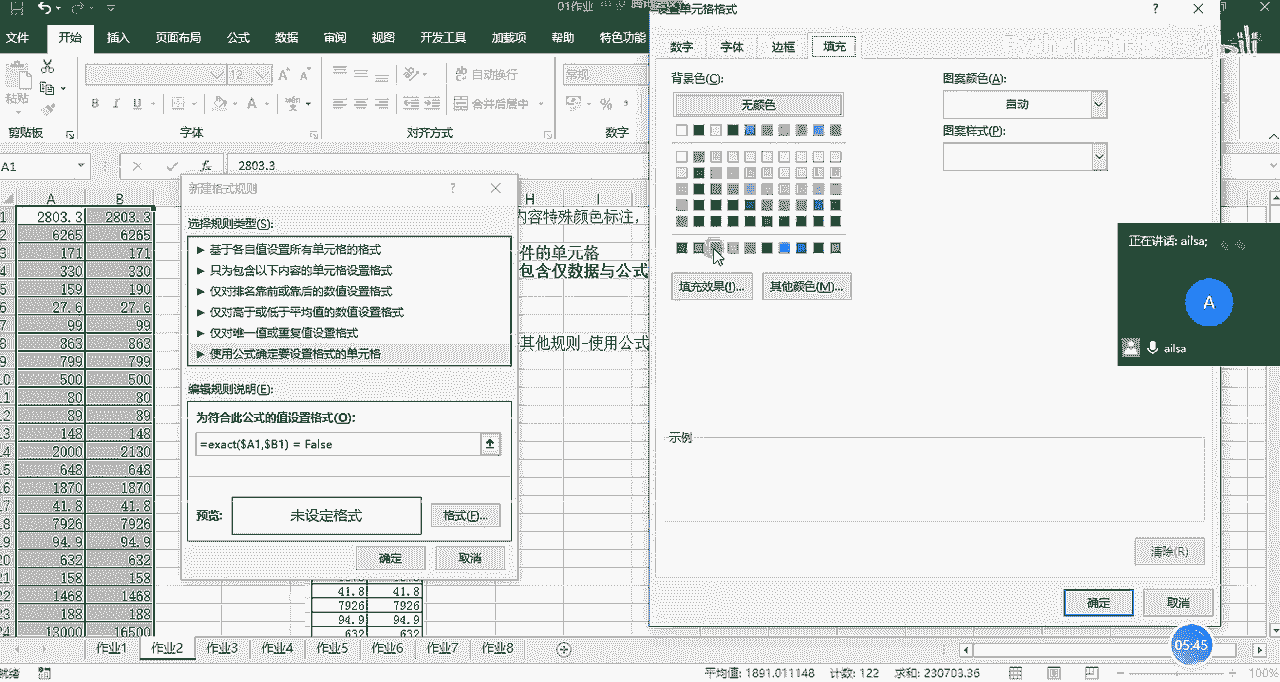 01作业
文件 开始 插入 页面布局 公式 数据 审阅 视图 开发工具 加载项 帮助 特色功能
12 A A 自动换行 常规
粘贴 B I U A 合并后居中 %
剪贴板 字体 对齐方式 数字
A1 fx 2803.3
A B H I
1 2803.3 2803.3
2 6265 6265
3 171 171
4 330 330
5 159 190
6 27.6 27.6
7 99 99
8 863 863
9 799 799
10 500 500
11 80 80
12 89 89
13 148 148
14 2000 2130
15 648 648
16 1870 1870
17 41.8 41.8
18 7926 7926
19 94.9 94.9
20 632 632
21 158 158
22 1468 1468
23 188 188
24 13000 16500
内容特殊颜色标注，
件的单元格
包含仅数据与公式
其他规则-使用公式
41.8 41.8
7926 7926
94.9 94.9
632 632
新建格式规则 ? ×
选择规则类型(S):
► 基于各自值设置所有单元格的格式
► 只为包含以下内容的单元格设置格式
► 仅对排名靠前或靠后的数值设置格式
► 仅对高于或低于平均值的数值设置格式
► 仅对唯一值或重复值设置格式
► 使用公式确定要设置格式的单元格
编辑规则说明(E):
为符合此公式的值设置格式(O):
=exact($A1,$B1) = False
预览: 未设定格式 格式(F)...
确定 取消
设置单元格格式 ? ×
数字 字体 边框 填充
背景色(C):
无颜色
填充效果(I)... 其他颜色(M)...
图案颜色(A):
自动
图案样式(P):
示例
清除(R)
确定 取消
正在讲话: ailsa;
A
ailsa
05:45
作业1 作业2 作业3 作业4 作业5 作业6 作业7 作业8
就绪 平均值: 1891.011148 计数: 122 求和: 230703.36 100%